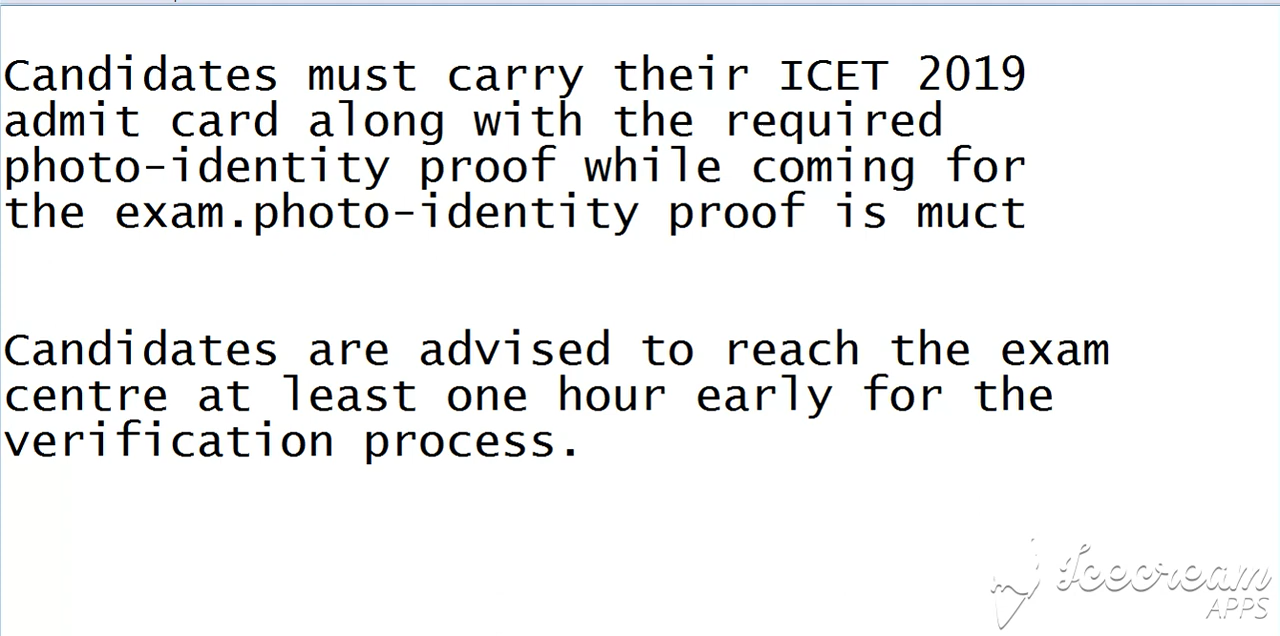 Candidates must carry their ICET 2019
admit card along with the required
photo-identity proof while coming for
the exam.photo-identity proof is muct
Candidates are advised to reach the exam
centre at least one hour early for the
verification process.
Icecream
APPS